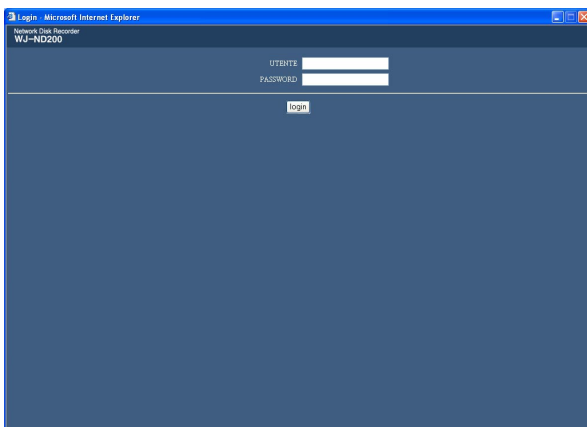 Login - Microsoft Internet Explorer
Network Disk Recorder
WJ-ND200
UTENTE
PASSWORD
login